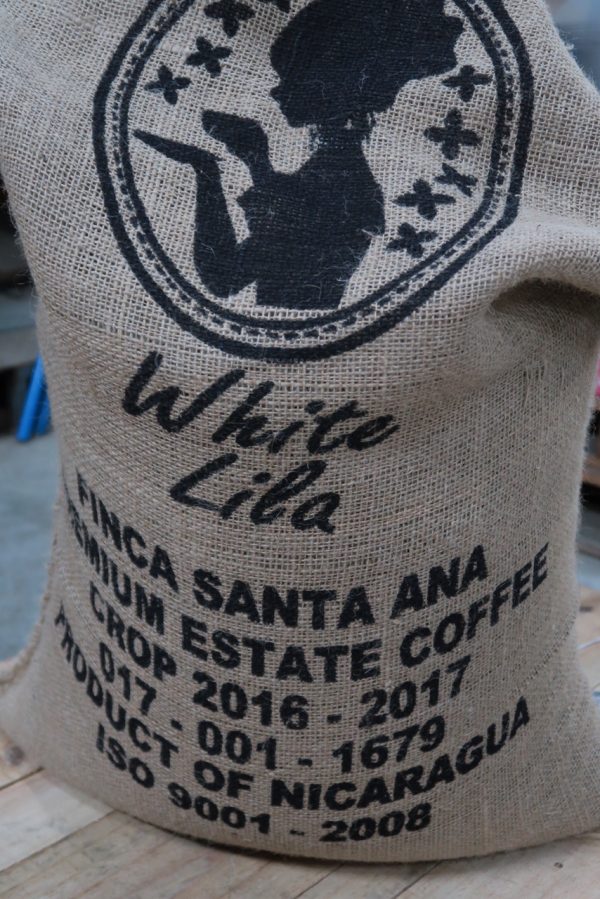 White
Lila
FINCA SANTA ANA
PREMIUM ESTATE COFFEE
CROP 2016 - 2017
017 - 001 - 1679
PRODUCT OF NICARAGUA
ISO 9001 - 2008